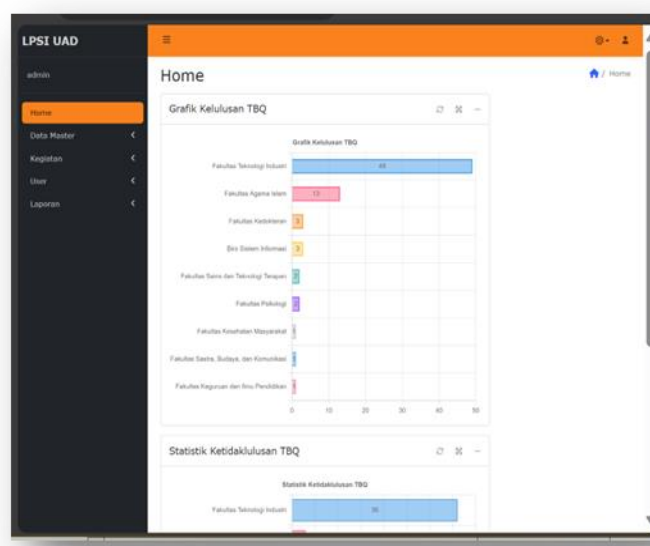 LPSI UAD
admin
Home
Data Master
Kegiatan
User
Laporan
Home
/ Home
Grafik Kelulusan TBQ
Grafik Kelulusan TBQ
Fakultas Teknologi Industri
Fakultas Agama Islam 13
Fakultas Kedokteran 3
Biro Sistem Informasi 3
Fakultas Sains dan Teknologi Terapan
Fakultas Psikologi
Fakultas Kesehatan Masyarakat
Fakultas Sastra, Budaya, dan Komunikasi
Fakultas Keguruan dan Ilmu Pendidikan
0 10 20 30 40 50
Statistik Ketidaklulusan TBQ
Statistik Ketidaklulusan TBQ
Fakultas Teknologi Industri